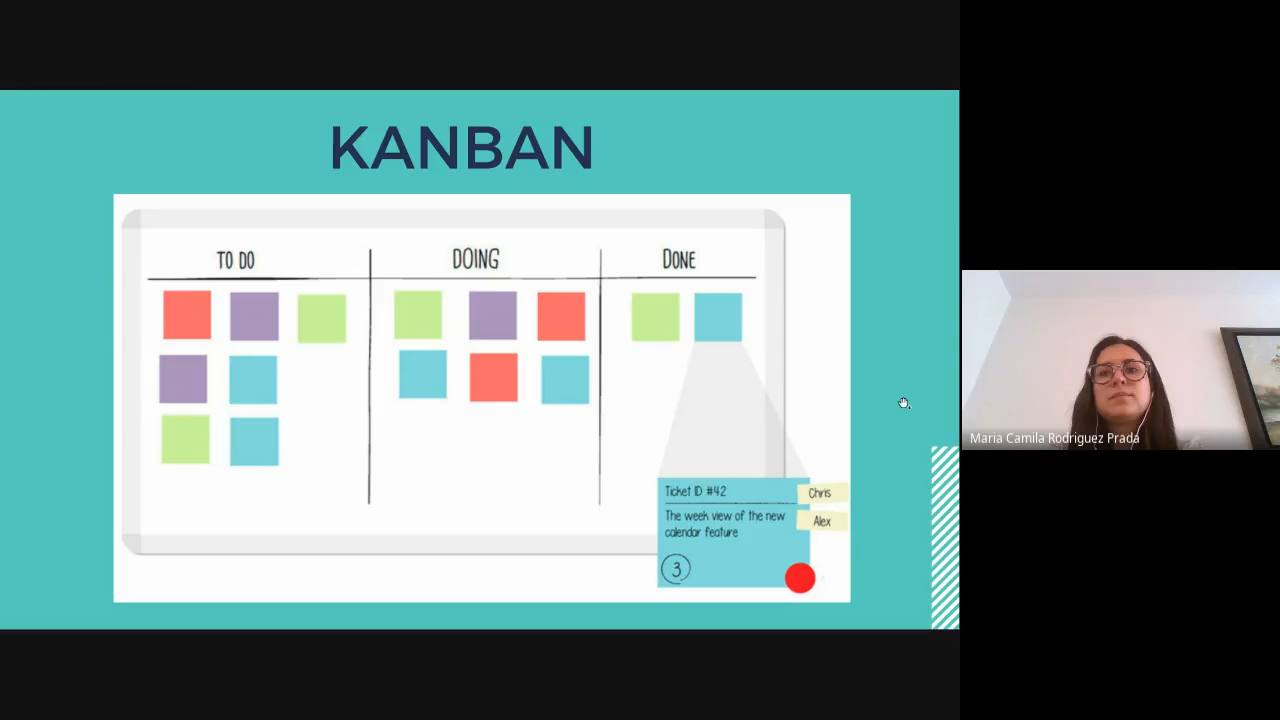 KANBAN
TO DO
DOING
DONE
Ticket ID #42
Chris
The week view of the new
calendar feature
Alex
3
Maria Camila Rodriguez Prada